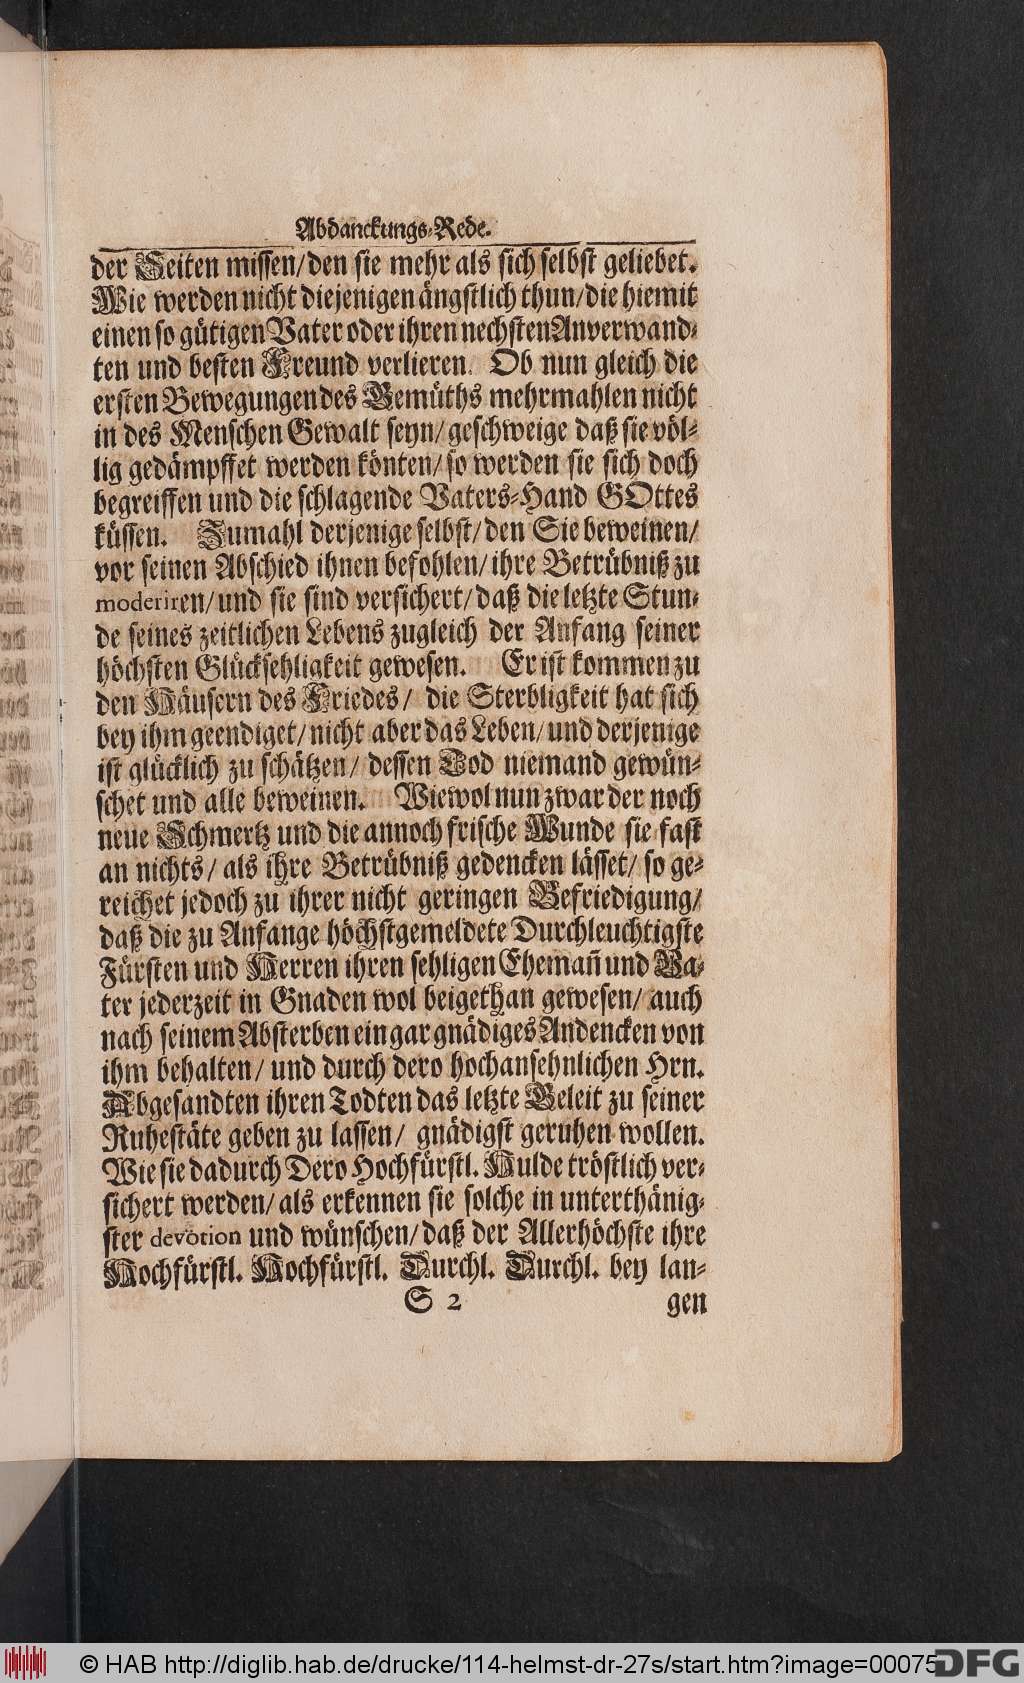 Abdanckungs-Rede.
der Seiten missen/ den sie mehr als sich selbst geliebet.
Wie werden nicht diejenigen ängstlich thun/ die hiemit
einen so gütigen Vater oder ihren nechsten Anverwand-
ten und besten Freund verlieren. Ob nun gleich die
ersten Bewegungen des Gemüths mehrmahlen nicht
in des Menschen Gewalt seyn/ geschweige daß sie völ-
lig gedämpffet werden könten/ so werden sie sich doch
begreiffen und die schlagende Vaters-Hand GOttes
küssen. Zumahl derjenige selbst/ den Sie beweinen/
vor seinen Abschied ihnen befohlen/ ihre Betrübniß zu
moderiren/ und sie sind versichert/ daß die letzte Stun-
de seines zeitlichen Lebens zugleich der Anfang seiner
höchsten Glücksehligkeit gewesen. Er ist kommen zu
den Häusern des Friedes/ die Sterbligkeit hat sich
bey ihm geendiget/ nicht aber das Leben/ und derjenige
ist glücklich zu schätzen/ dessen Tod niemand gewün-
schet und alle beweinen. Wiewol nun zwar der noch
neue Schmertz und die annoch frische Wunde sie fast
an nichts/ als ihre Betrübniß gedencken lässet/ so ge-
reichet jedoch zu ihrer nicht geringen Befriedigung/
daß die zu Anfange höchstgemeldete Durchleuchtigste
Fürsten und Herren ihren sehligen Ehemañ und Va-
ter jederzeit in Gnaden wol beigethan gewesen/ auch
nach seinem Absterben ein gar gnädiges Andencken von
ihm behalten/ und durch dero hochansehnlichen Hrn.
Abgesandten ihren Todten das letzte Geleit zu seiner
Ruhestäte geben zu lassen/ gnädigst geruhen wollen.
Wie sie dadurch Dero Hochfürstl. Hulde tröstlich ver-
sichert werden/ als erkennen sie solche in unterthänig-
ster devotion und wünschen/ daß der Allerhöchste ihre
Hochfürstl. Hochfürstl. Durchl. Durchl. bey lan-
S 2 gen
© HAB http://diglib.hab.de/drucke/114-helmst-dr-27s/start.htm?image=00075
DFG